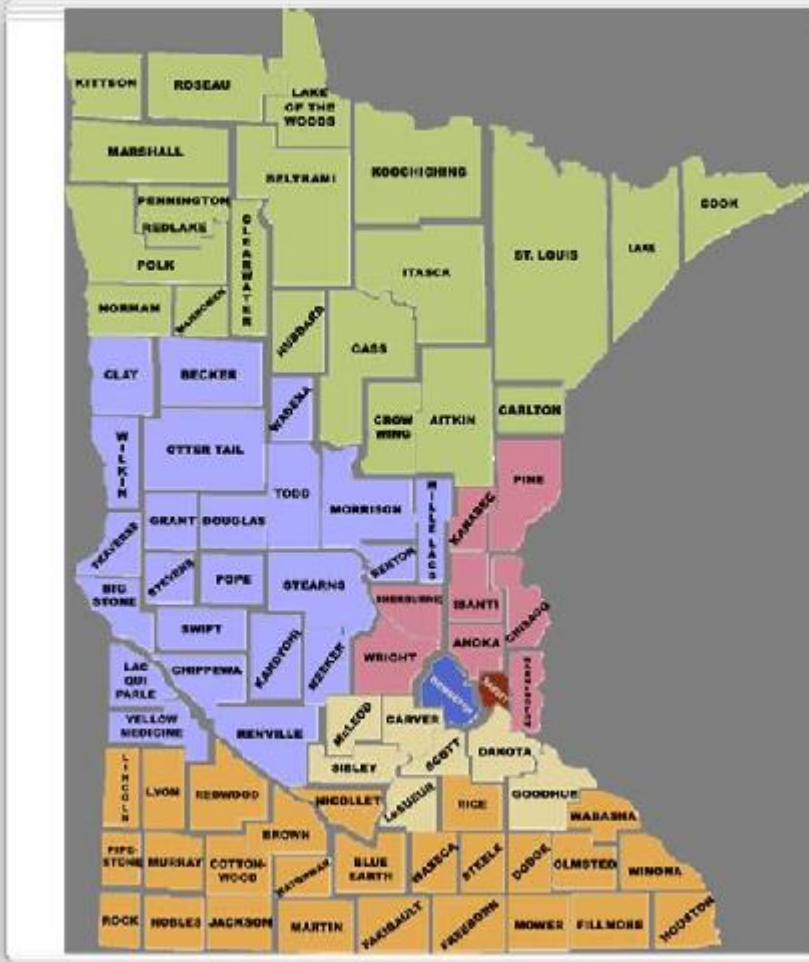 KITTSON
ROSEAU
LAKE
OF THE
WOODS
MARSHALL
BELTRAMI
KOOCHICHING
COOK
PENNINGTON
REDLAKE
CLEARWATER
POLK
ITASCA
ST. LOUIS
LAKE
NORMAN
MAHNOMEN
HUBBARD
CASS
CLAY
BECKER
WADENA
CROW
WING
AITKIN
CARLTON
WILKIN
OTTER TAIL
PINE
TODD
MORRISON
MILLE LACS
KANABEC
GRANT
DOUGLAS
TRAVERSE
BENTON
STEVENS
POPE
STEARNS
BIG
STONE
SHERBURNE
ISANTI
CHISAGO
SWIFT
KANDYOHI
MEEKER
WRIGHT
ANOKA
LAC
QUI
PARLE
CHIPPEWA
WASHINGTON
YELLOW
MEDICINE
RENVILLE
McLEOD
CARVER
SCOTT
DAKOTA
SIBLEY
LINCOLN
LYON
REDWOOD
NICOLLET
LeSUEUR
RICE
GOODHUE
WABASHA
BROWN
PIPE-
STONE
MURRAY
COTTON-
WOOD
WATONWAN
BLUE
EARTH
WASECA
STEELE
DODGE
OLMSTED
WINONA
ROCK
NOBLES
JACKSON
MARTIN
FARIBAULT
FREEBORN
MOWER
FILLMORE
HOUSTON